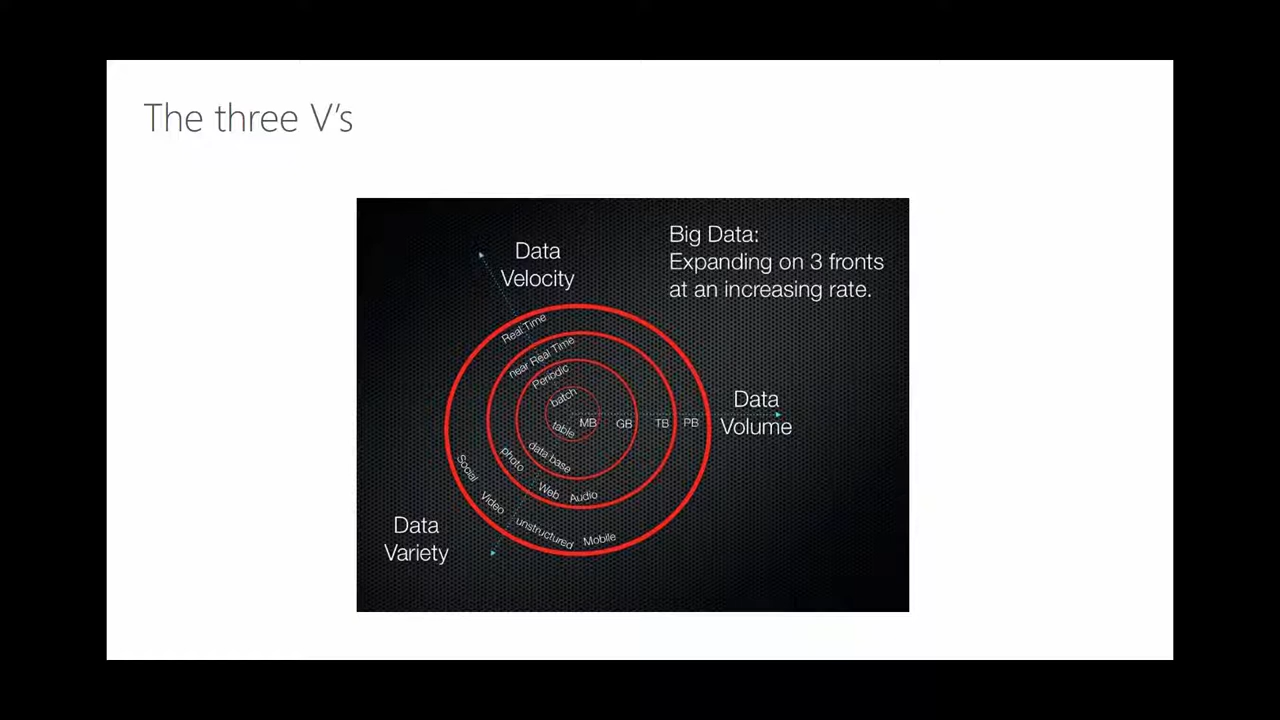 The three V's
Big Data:
Expanding on 3 fronts
at an increasing rate.
Data
Velocity
Real Time
near Real Time
Periodic
batch
Data
Volume
MB GB TB PB
table
data base
photo Web Audio
Social Video unstructured Mobile
Data
Variety